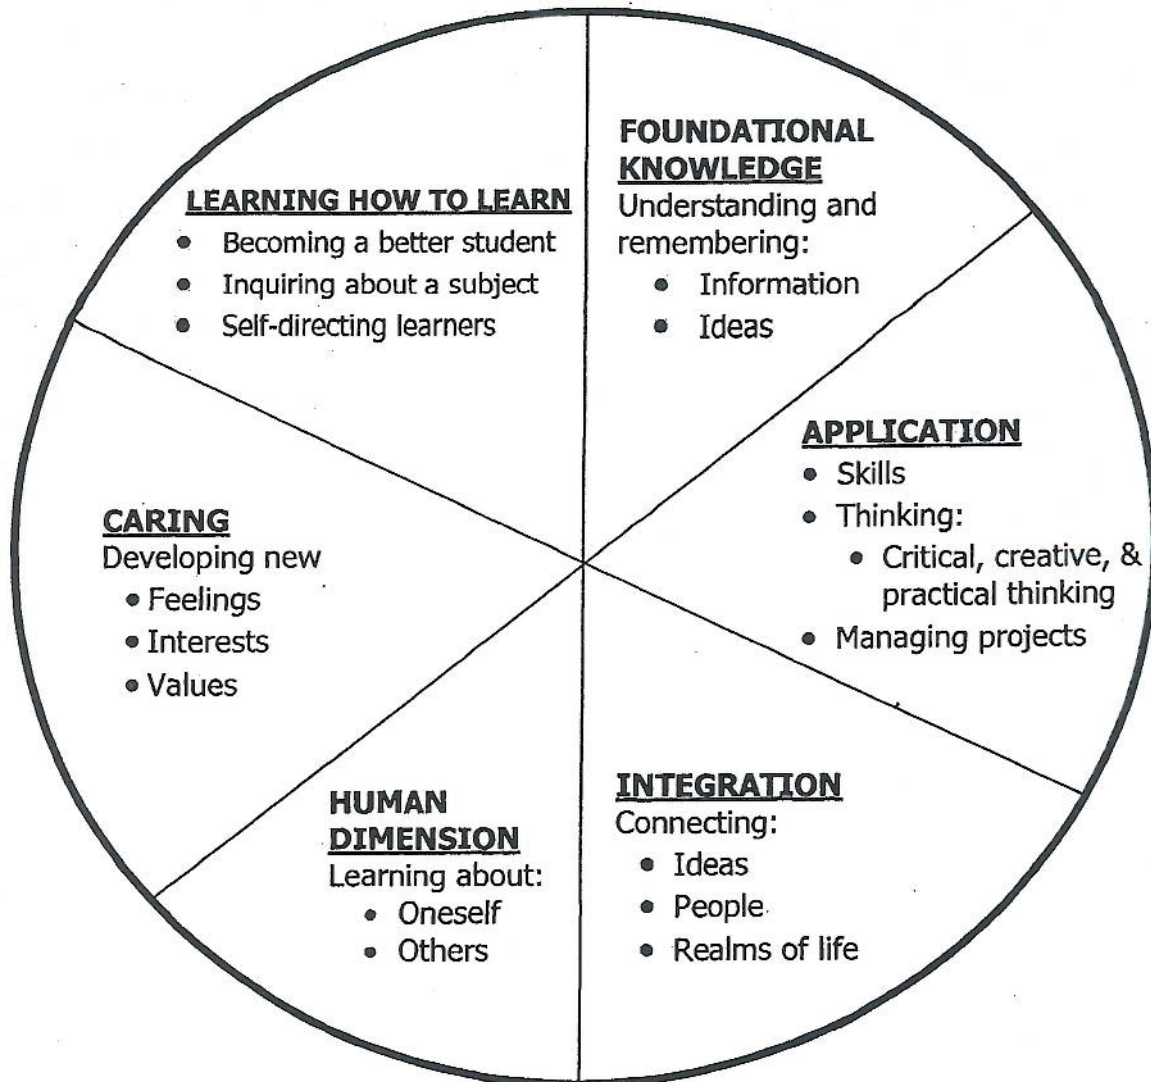 FOUNDATIONAL
KNOWLEDGE
Understanding and
remembering:
• Information
• Ideas
APPLICATION
• Skills
• Thinking:
• Critical, creative, &
practical thinking
• Managing projects
INTEGRATION
Connecting:
• Ideas
• People
• Realms of life
HUMAN
DIMENSION
Learning about:
• Oneself
• Others
CARING
Developing new
• Feelings
• Interests
• Values
LEARNING HOW TO LEARN
• Becoming a better student
• Inquiring about a subject
• Self-directing learners